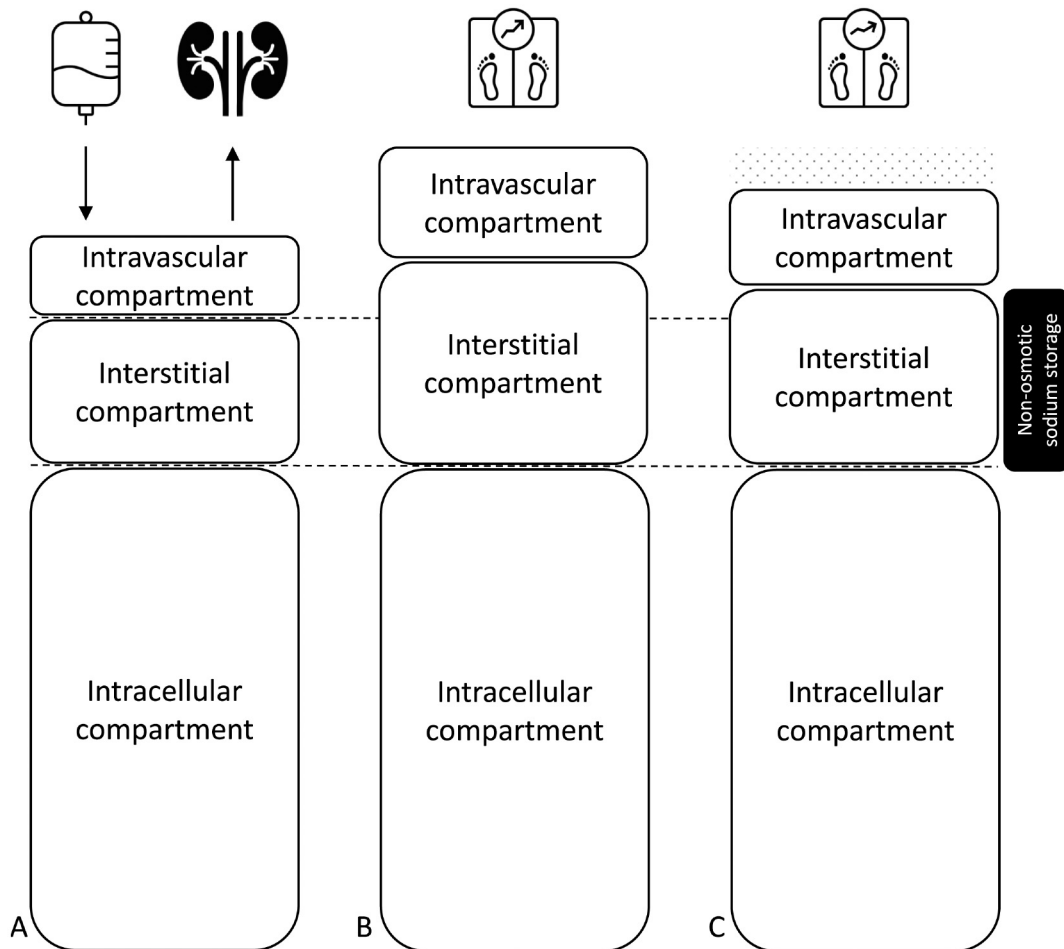 Intravascular
compartment
Interstitial
compartment
Intracellular
compartment
A
Intravascular
compartment
Interstitial
compartment
Intracellular
compartment
B
Intravascular
compartment
Interstitial
compartment
Non-osmotic
sodium storage
Intracellular
compartment
C